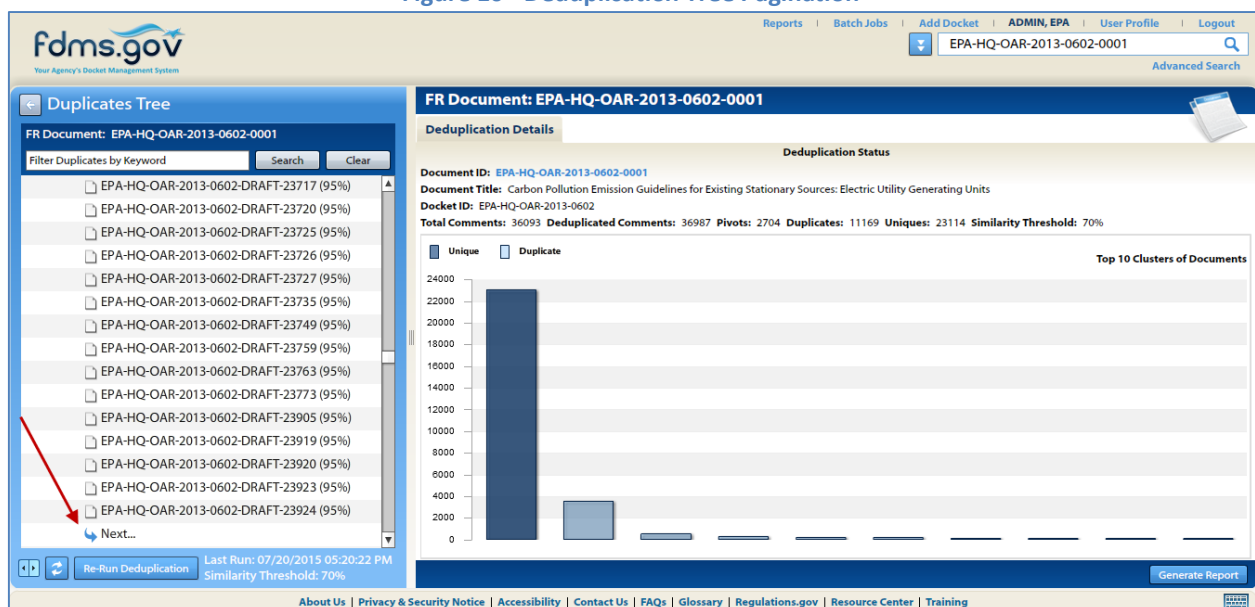 Figure 20 - Deduplication Tree Pagination
Reports | Batch Jobs | Add Docket | ADMIN, EPA | User Profile | Logout
fdms.gov
Your Agency's Docket Management System
EPA-HQ-OAR-2013-0602-0001
Advanced Search
Duplicates Tree
FR Document: EPA-HQ-OAR-2013-0602-0001
Filter Duplicates by Keyword Search Clear
EPA-HQ-OAR-2013-0602-DRAFT-23717 (95%)
EPA-HQ-OAR-2013-0602-DRAFT-23720 (95%)
EPA-HQ-OAR-2013-0602-DRAFT-23725 (95%)
EPA-HQ-OAR-2013-0602-DRAFT-23726 (95%)
EPA-HQ-OAR-2013-0602-DRAFT-23727 (95%)
EPA-HQ-OAR-2013-0602-DRAFT-23735 (95%)
EPA-HQ-OAR-2013-0602-DRAFT-23749 (95%)
EPA-HQ-OAR-2013-0602-DRAFT-23759 (95%)
EPA-HQ-OAR-2013-0602-DRAFT-23763 (95%)
EPA-HQ-OAR-2013-0602-DRAFT-23773 (95%)
EPA-HQ-OAR-2013-0602-DRAFT-23905 (95%)
EPA-HQ-OAR-2013-0602-DRAFT-23919 (95%)
EPA-HQ-OAR-2013-0602-DRAFT-23920 (95%)
EPA-HQ-OAR-2013-0602-DRAFT-23923 (95%)
EPA-HQ-OAR-2013-0602-DRAFT-23924 (95%)
Next...
Re-Run Deduplication
Last Run: 07/20/2015 05:20:22 PM
Similarity Threshold: 70%
FR Document: EPA-HQ-OAR-2013-0602-0001
Deduplication Details
Deduplication Status
Document ID: EPA-HQ-OAR-2013-0602-0001
Document Title: Carbon Pollution Emission Guidelines for Existing Stationary Sources: Electric Utility Generating Units
Docket ID: EPA-HQ-OAR-2013-0602
Total Comments: 36093 Deduplicated Comments: 36987 Pivots: 2704 Duplicates: 11169 Uniques: 23114 Similarity Threshold: 70%
Unique Duplicate
Top 10 Clusters of Documents
24000
22000
20000
18000
16000
14000
12000
10000
8000
6000
4000
2000
0
Generate Report
About Us | Privacy & Security Notice | Accessibility | Contact Us | FAQs | Glossary | Regulations.gov | Resource Center | Training